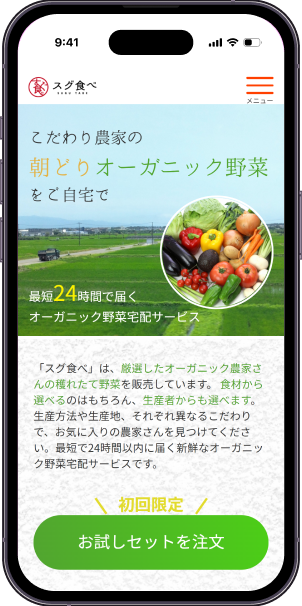 9:41
スグ食べ
SUGU TABE
メニュー
こだわり農家の
朝どりオーガニック野菜
をご自宅で
最短24時間で届く
オーガニック野菜宅配サービス
「スグ食べ」は、厳選したオーガニック農家さ
んの穫れたて野菜を販売しています。食材から
選べるのはもちろん、生産者からも選べます。
生産方法や生産地、それぞれ異なるこだわり
で、お気に入りの農家さんを見つけてくださ
い。最短で24時間以内に届く新鮮なオーガニッ
ク野菜宅配サービスです。
\ 初回限定 /
お試しセットを注文